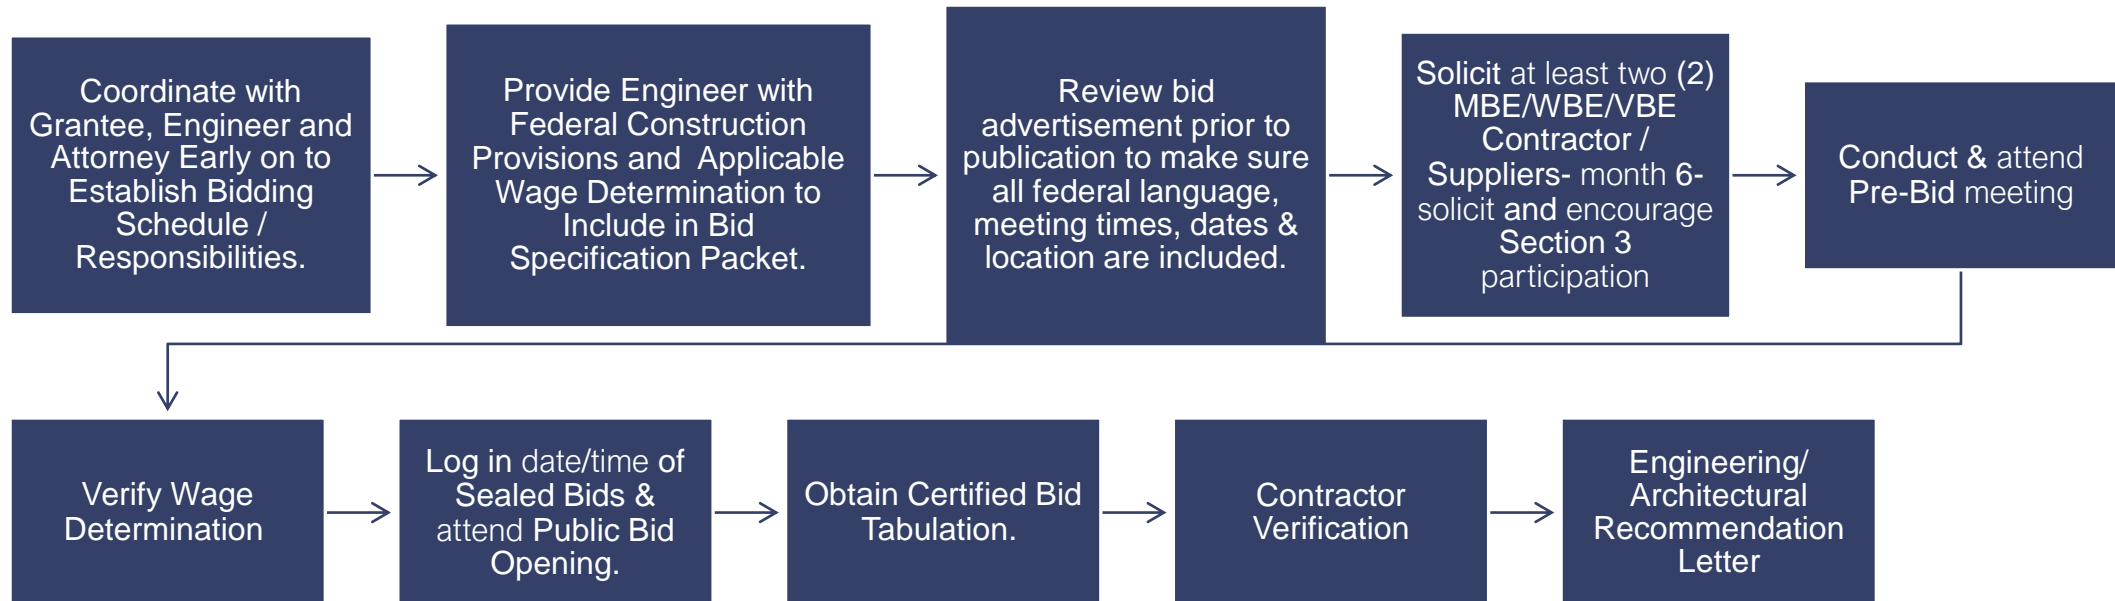 Coordinate with
Grantee, Engineer and
Attorney Early on to
Establish Bidding
Schedule /
Responsibilities.
Provide Engineer with
Federal Construction
Provisions and Applicable
Wage Determination to
Include in Bid
Specification Packet.
Review bid
advertisement prior to
publication to make sure
all federal language,
meeting times, dates &
location are included.
Solicit at least two (2)
MBE/WBE/VBE
Contractor /
Suppliers- month 6-
solicit and encourage
Section 3
participation
Conduct & attend
Pre-Bid meeting
Verify Wage
Determination
Log in date/time of
Sealed Bids &
attend Public Bid
Opening.
Obtain Certified Bid
Tabulation.
Contractor
Verification
Engineering/
Architectural
Recommendation
Letter